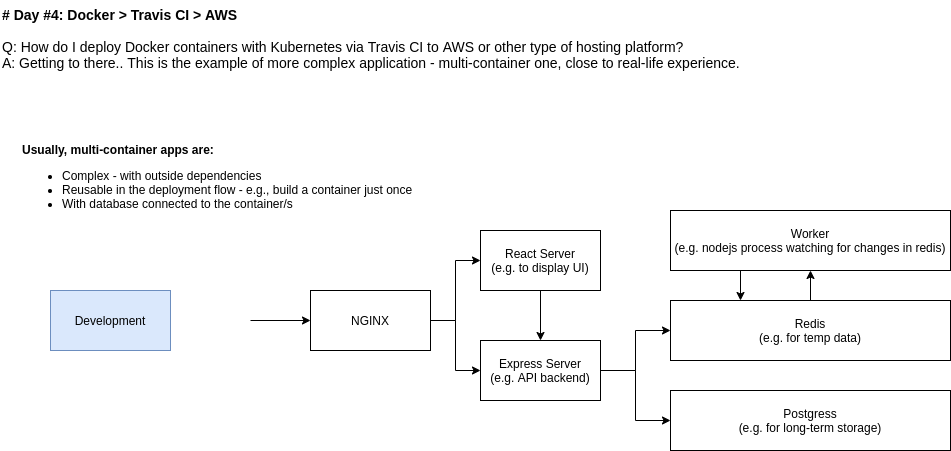 # Day #4: Docker > Travis CI > AWS
Q: How do I deploy Docker containers with Kubernetes via Travis CI to AWS or other type of hosting platform?
A: Getting to there.. This is the example of more complex application - multi-container one, close to real-life experience.
Usually, multi-container apps are:
Complex - with outside dependencies
Reusable in the deployment flow - e.g., build a container just once
With database connected to the container/s
Development
NGINX
React Server
(e.g. to display UI)
Express Server
(e.g. API backend)
Worker
(e.g. nodejs process watching for changes in redis)
Redis
(e.g. for temp data)
Postgress
(e.g. for long-term storage)